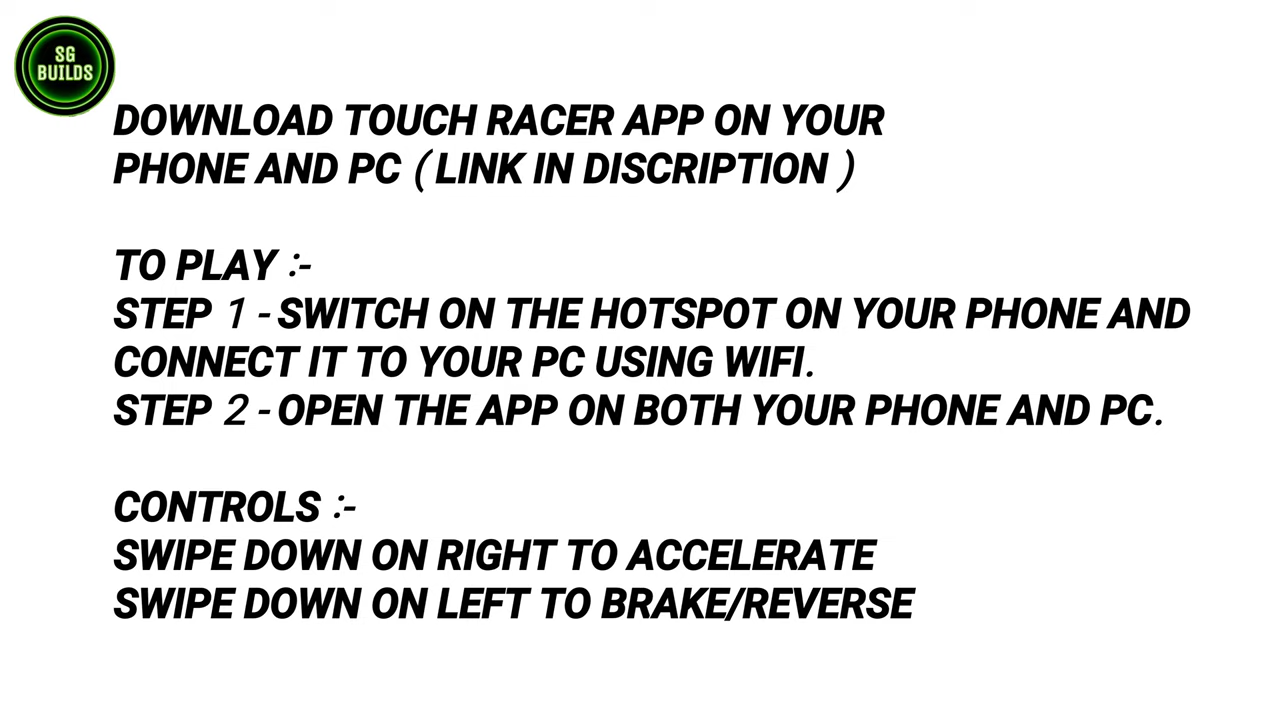 SG
BUILDS
DOWNLOAD TOUCH RACER APP ON YOUR
PHONE AND PC ( LINK IN DISCRIPTION )
TO PLAY :-
STEP 1 - SWITCH ON THE HOTSPOT ON YOUR PHONE AND
CONNECT IT TO YOUR PC USING WIFI.
STEP 2 - OPEN THE APP ON BOTH YOUR PHONE AND PC.
CONTROLS :-
SWIPE DOWN ON RIGHT TO ACCELERATE
SWIPE DOWN ON LEFT TO BRAKE/REVERSE